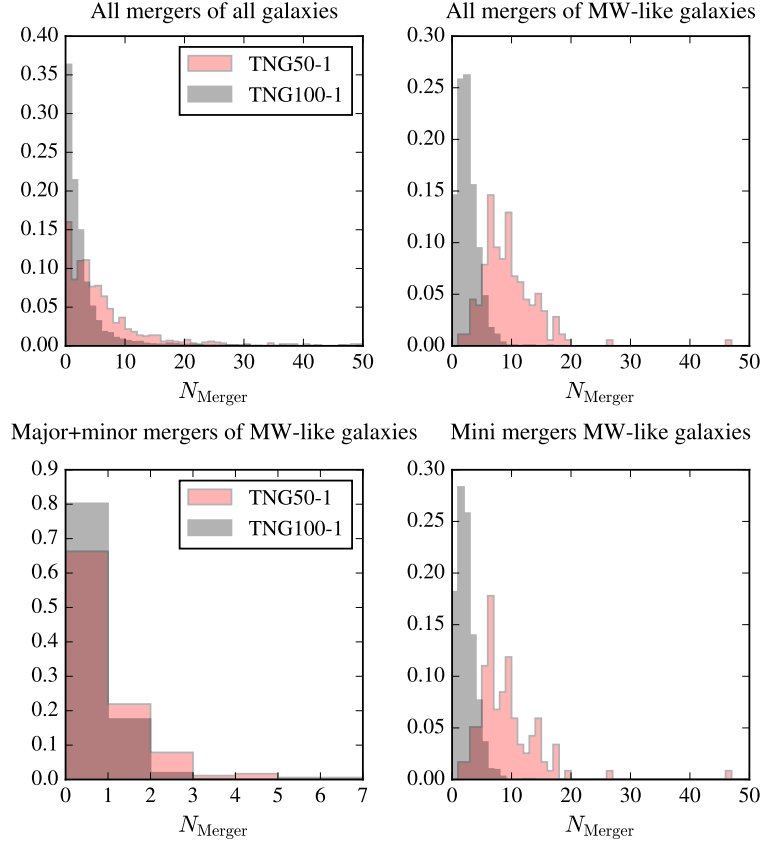 All mergers of all galaxies
0.40
0.35
0.30
0.25
0.20
0.15
0.10
0.05
0.00
TNG50-1
TNG100-1
0 10 20 30 40 50
N_Merger
All mergers of MW-like galaxies
0.30
0.25
0.20
0.15
0.10
0.05
0.00
0 10 20 30 40 50
N_Merger
Major+minor mergers of MW-like galaxies
0.9
0.8
0.7
0.6
0.5
0.4
0.3
0.2
0.1
0.0
TNG50-1
TNG100-1
0 1 2 3 4 5 6 7
N_Merger
Mini mergers MW-like galaxies
0.30
0.25
0.20
0.15
0.10
0.05
0.00
0 10 20 30 40 50
N_Merger